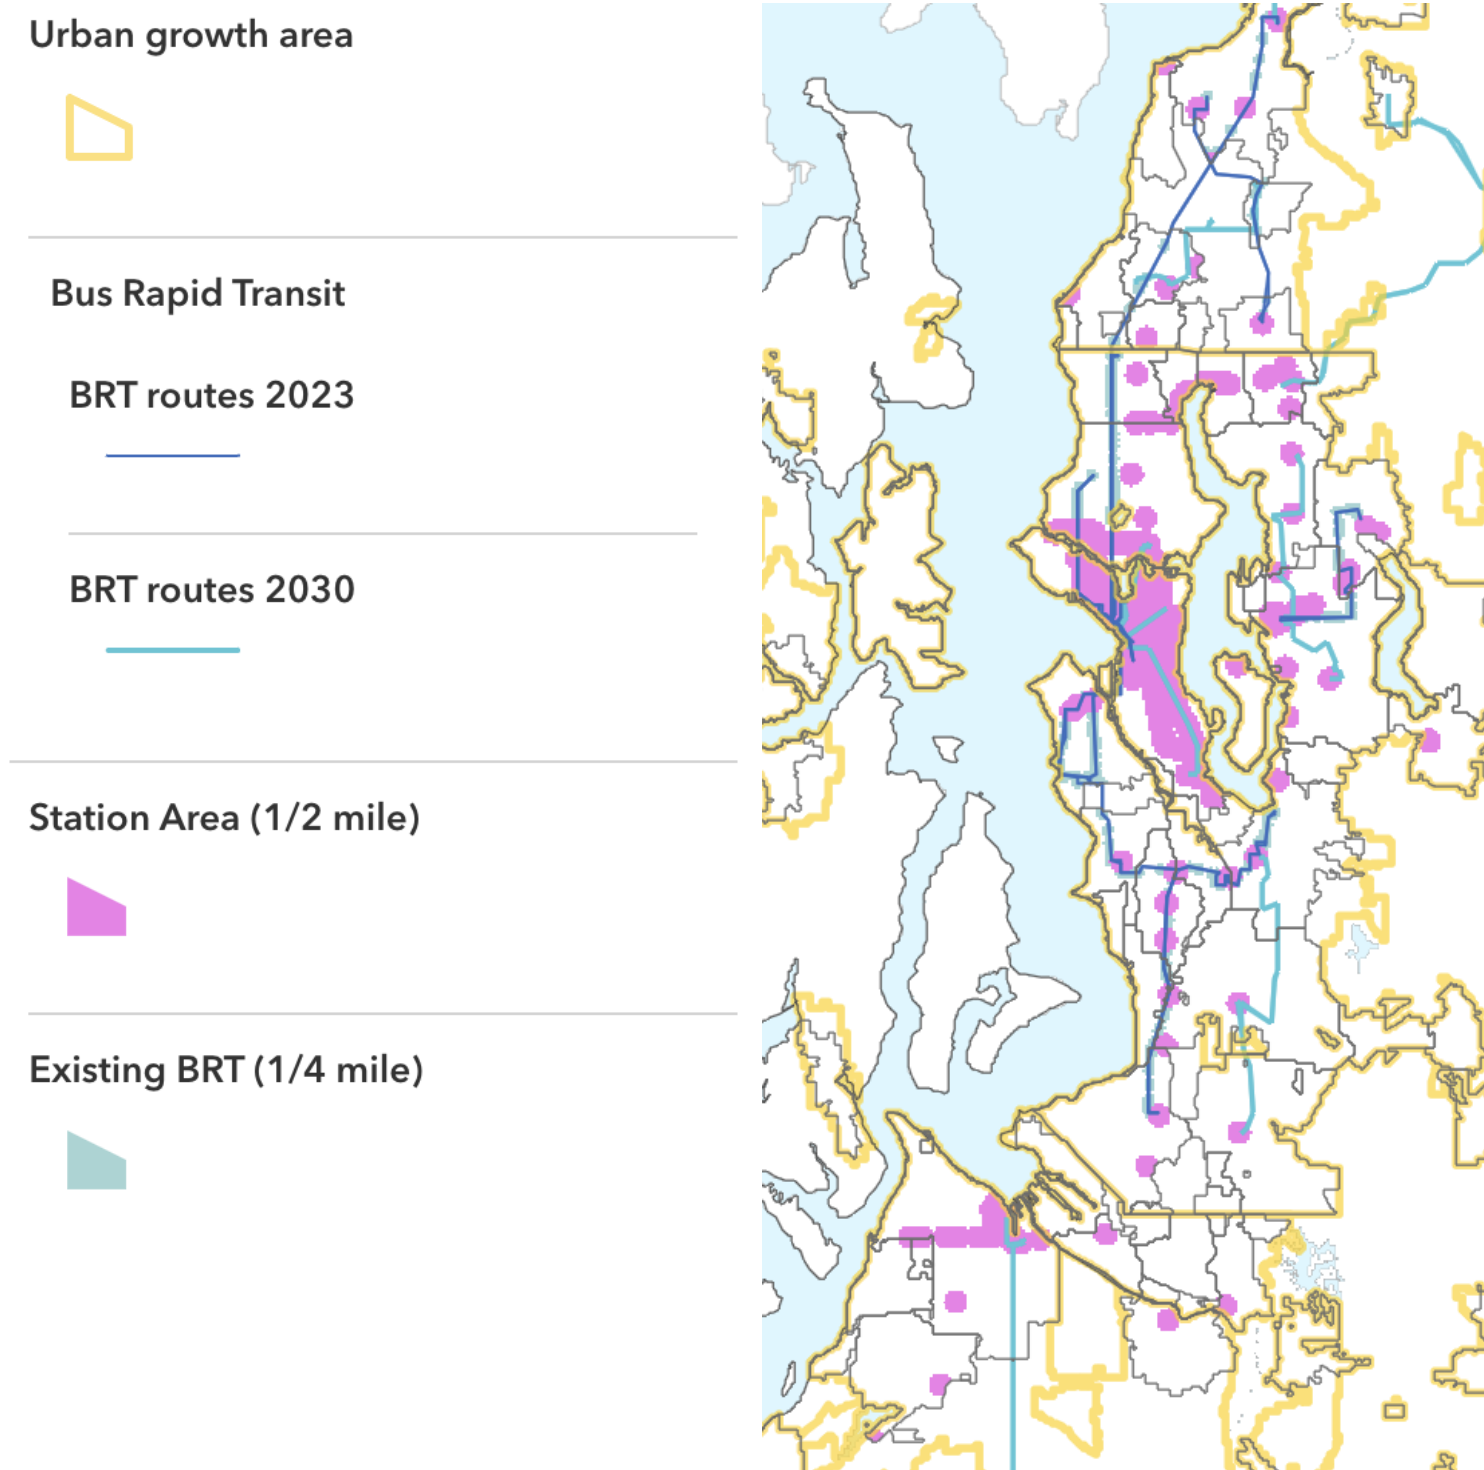 Urban growth area
Bus Rapid Transit
BRT routes 2023
BRT routes 2030
Station Area (1/2 mile)
Existing BRT (1/4 mile)